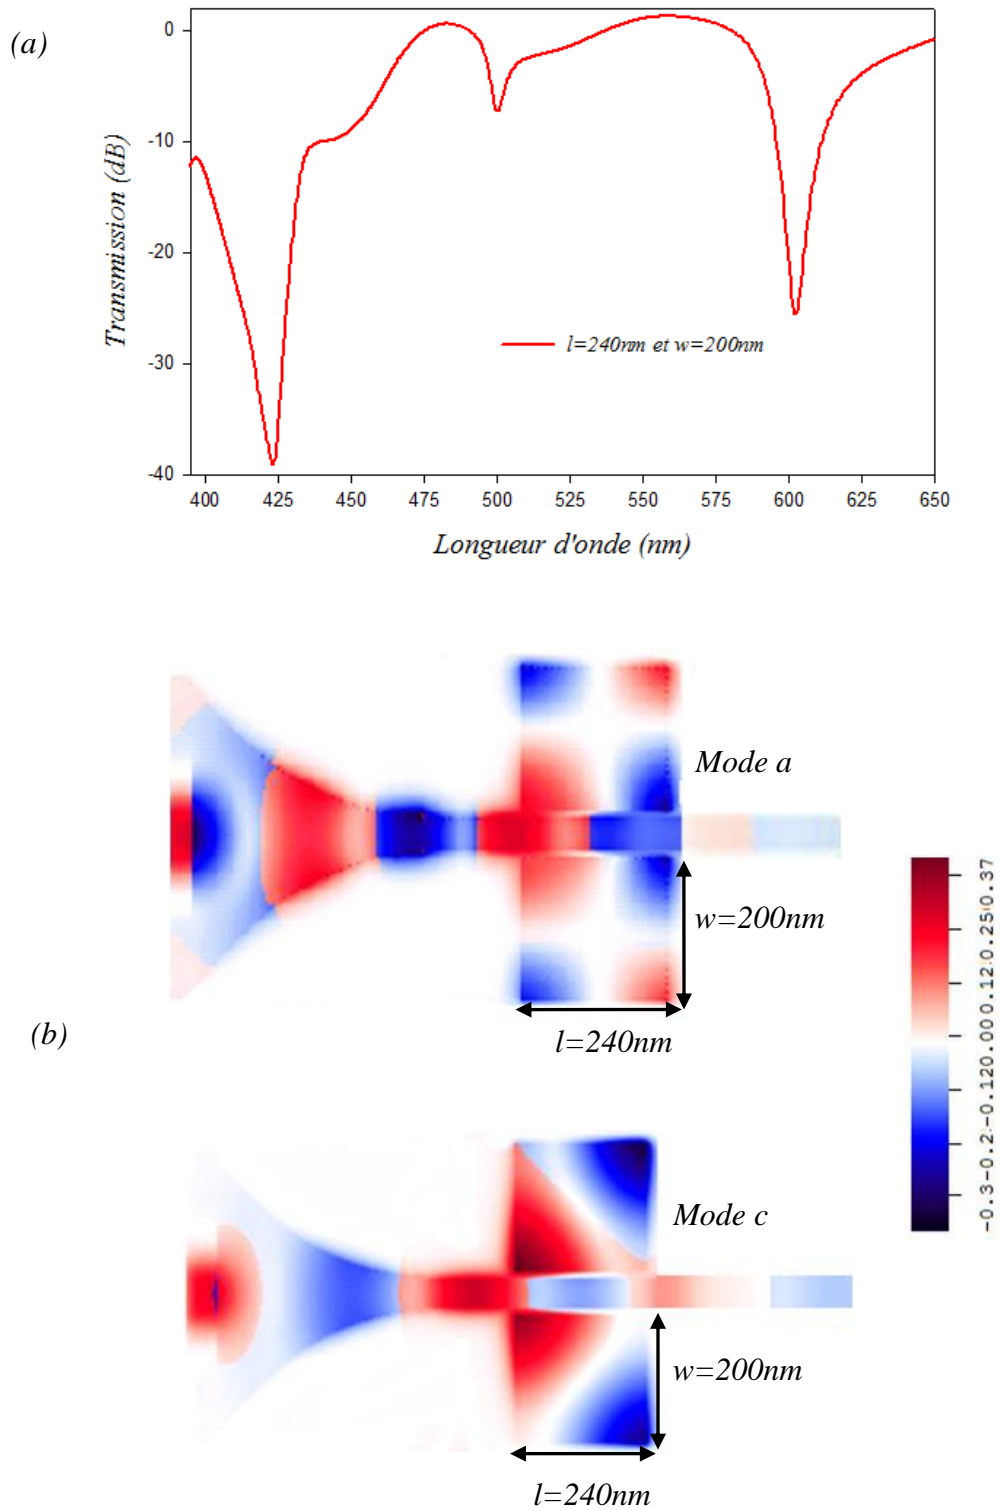 (a)
0
-10
-20
-30
-40
Transmission (dB)
l=240nm et w=200nm
400 425 450 475 500 525 550 575 600 625 650
Longueur d'onde (nm)
Mode a
w=200nm
l=240nm
(b)
-0.3-0.2-0.120.000.120.250.37
Mode c
w=200nm
l=240nm